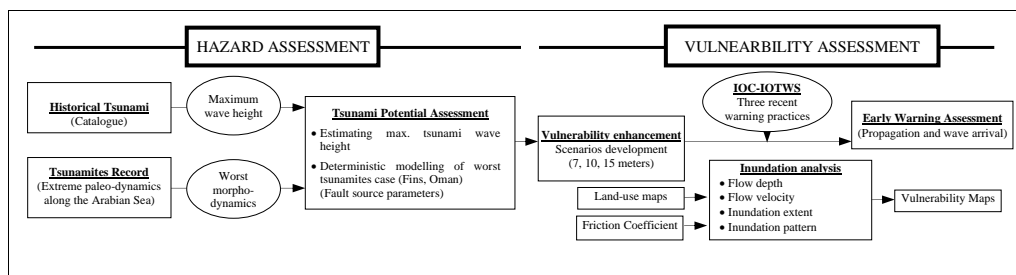 HAZARD ASSESSMENT
Historical Tsunami
(Catalogue)
Maximum
wave height
Tsunamites Record
(Extreme paleo-dynamics
along the Arabian Sea)
Worst
morpho-
dynamics
Tsunami Potential Assessment
• Estimating max. tsunami wave
height
• Deterministic modelling of worst
tsunamites case (Fins, Oman)
(Fault source parameters)
VULNEARBILITY ASSESSMENT
Vulnerability enhancement
Scenarios development
(7, 10, 15 meters)
IOC-IOTWS
Three recent
warning practices
Early Warning Assessment
(Propagation and wave arrival)
Land-use maps
Friction Coefficient
Inundation analysis
• Flow depth
• Flow velocity
• Inundation extent
• Inundation pattern
Vulnerability Maps